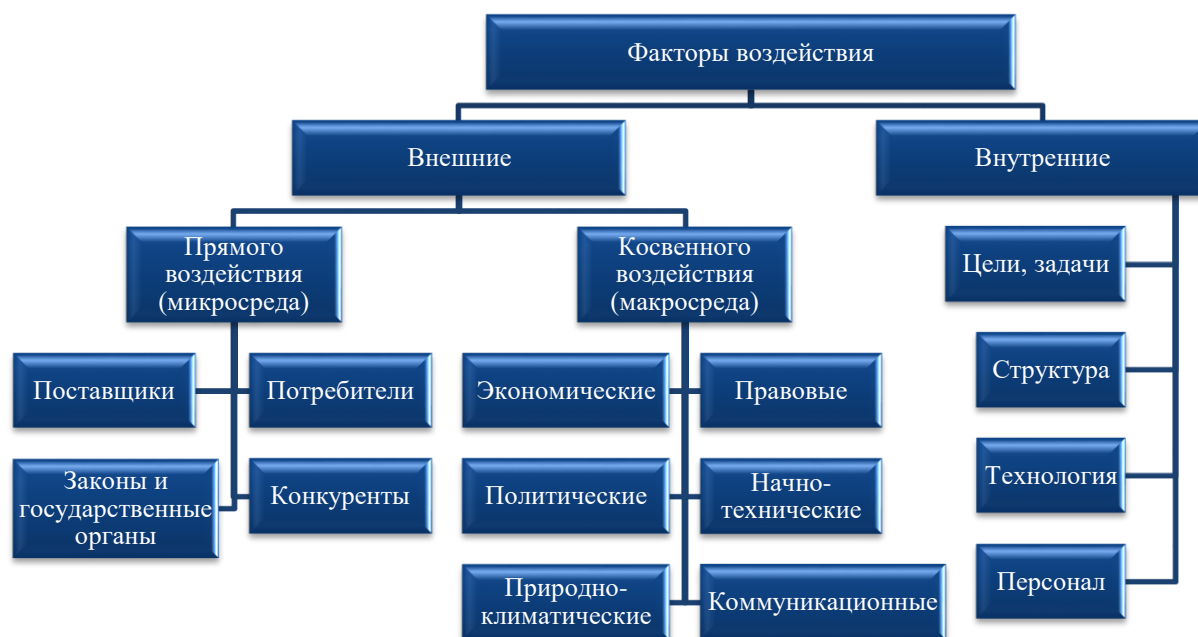 Факторы воздействия
Внешние
Внутренние
Прямого
воздействия
(микросреда)
Косвенного
воздействия
(макросреда)
Цели, задачи
Поставщики
Потребители
Экономические
Правовые
Структура
Законы и
государственные
органы
Конкуренты
Политические
Начно-
технические
Технология
Природно-
климатические
Коммуникационные
Персонал